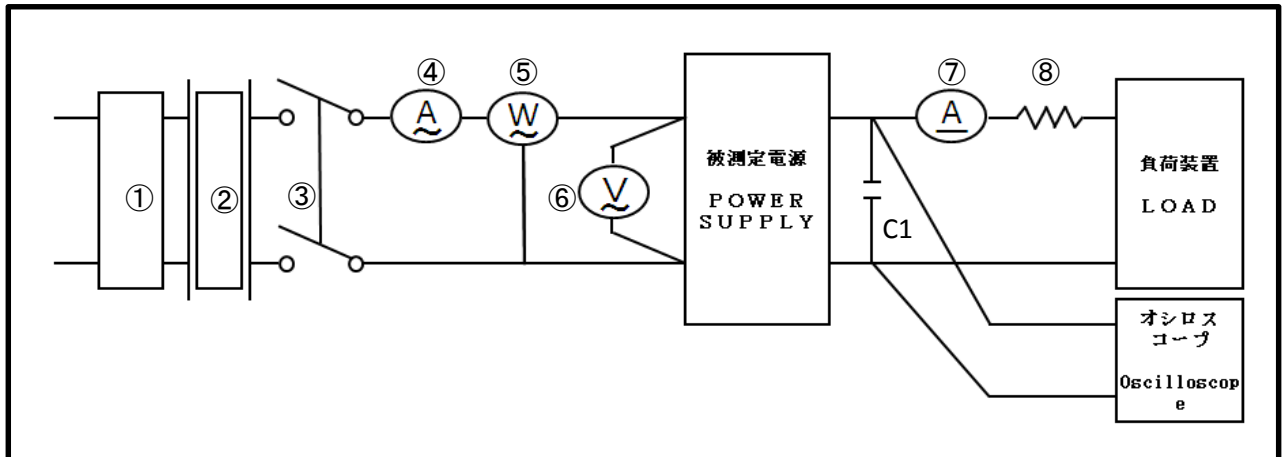 ①
②
③
④
A
~
⑤
W
~
⑥
V
~
被測定電源
POWER
SUPPLY
C1
⑦
A
⑧
負荷装置
LOAD
オシロス
コープ
Oscilloscop
e